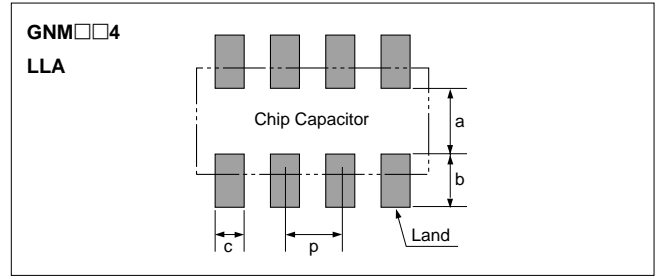 GNM□□4
LLA
Chip Capacitor
a
b
c
p
Land